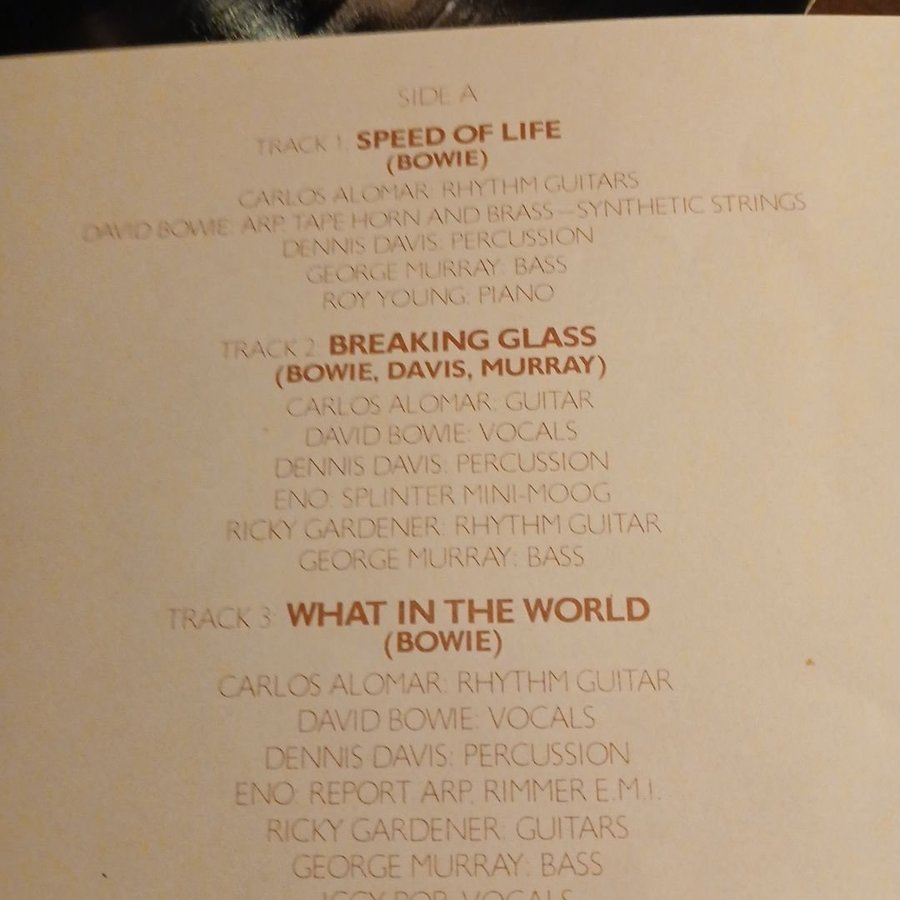 SIDE A
TRACK 1: SPEED OF LIFE
(BOWIE)
CARLOS ALOMAR: RHYTHM GUITARS
DAVID BOWIE: ARP. TAPE HORN AND BRASS—SYNTHETIC STRINGS
DENNIS DAVIS: PERCUSSION
GEORGE MURRAY: BASS
ROY YOUNG: PIANO
TRACK 2: BREAKING GLASS
(BOWIE, DAVIS, MURRAY)
CARLOS ALOMAR: GUITAR
DAVID BOWIE: VOCALS
DENNIS DAVIS: PERCUSSION
ENO: SPLINTER MINI-MOOG
RICKY GARDENER: RHYTHM GUITAR
GEORGE MURRAY: BASS
TRACK 3: WHAT IN THE WORLD
(BOWIE)
CARLOS ALOMAR: RHYTHM GUITAR
DAVID BOWIE: VOCALS
DENNIS DAVIS: PERCUSSION
ENO: REPORT ARP. RIMMER E.M.I.
RICKY GARDENER: GUITARS
GEORGE MURRAY: BASS
IGGY POP: VOCALS